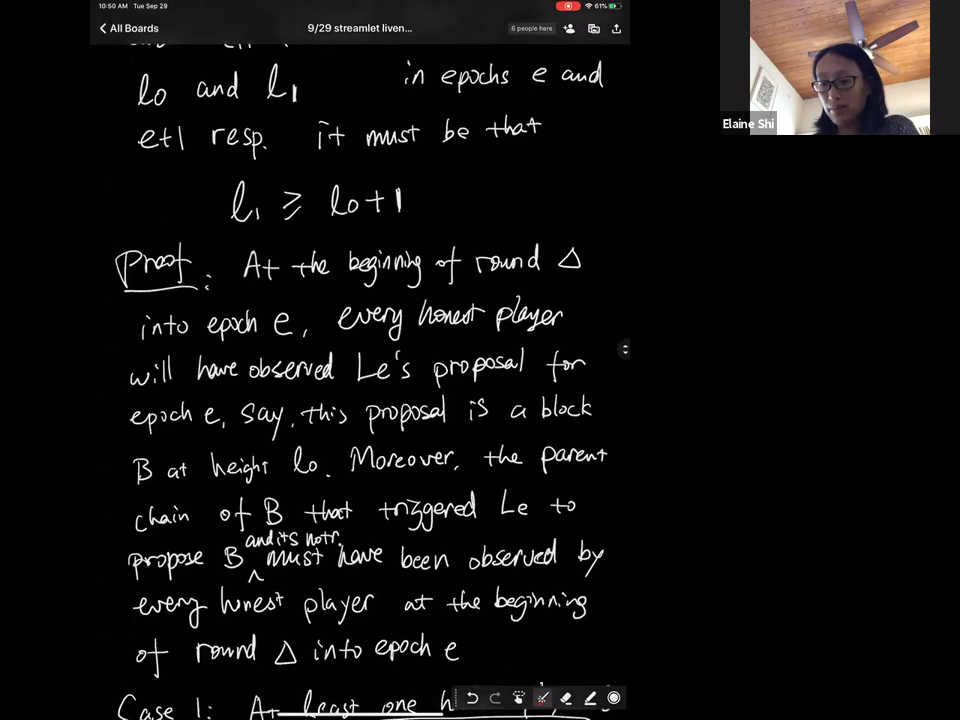 10:50 AM Tue Sep 29
61%
All Boards
9/29 streamlet liven...
6 people here
l0 and l1 in epochs e and
e+1 resp. it must be that
l1 ≥ l0+1
Proof: At the beginning of round Δ
into epoch e, every honest player
will have observed Le's proposal for
epoch e, say, this proposal is a block
B at height l0. Moreover, the parent
chain of B that triggered Le to
and its notr.
propose B ^ must have been observed by
every honest player at the beginning
of round Δ into epoch e
Case 1: At least one
Elaine Shi